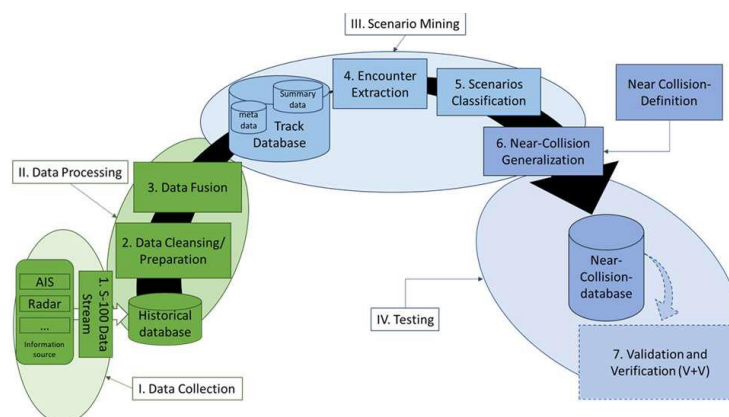 III. Scenario Mining
4. Encounter
Extraction
5. Scenarios
Classification
Near Collision-
Definition
Summary
data
meta
data
Track
Database
6. Near-Collision
Generalization
II. Data Processing
3. Data Fusion
2. Data Cleansing/
Preparation
AIS
Radar
...
Information
source
1. S-100 Data
Stream
Historical
database
I. Data Collection
Near-
Collision-
database
IV. Testing
7. Validation and
Verification (V+V)